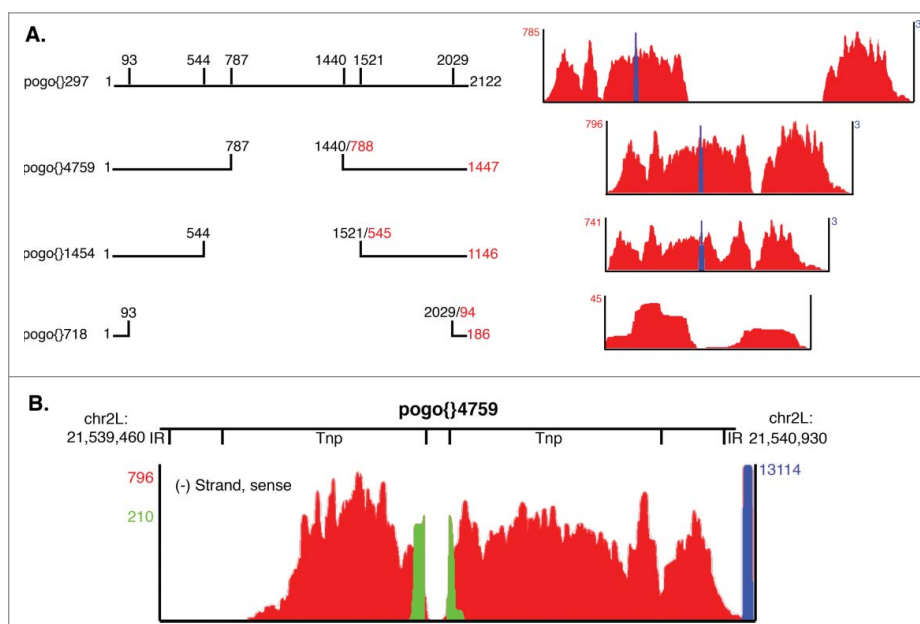 A.
93 544 787 1440 1521 2029
pogo{}297 1 2122
785 3
787 1440/788
pogo{}4759 1 1447
796 3
544 1521/545
pogo{}1454 1 1146
741 3
93 2029/94
pogo{}718 1 186
45
B.
pogo{}4759
chr2L: chr2L:
21,539,460 IR Tnp Tnp IR 21,540,930
796 13114
(-) Strand, sense
210